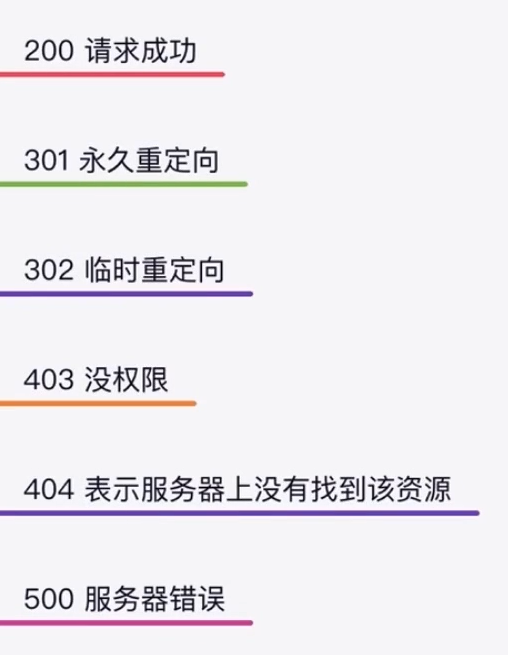 200 请求成功
301 永久重定向
302 临时重定向
403 没权限
404 表示服务器上没有找到该资源
500 服务器错误